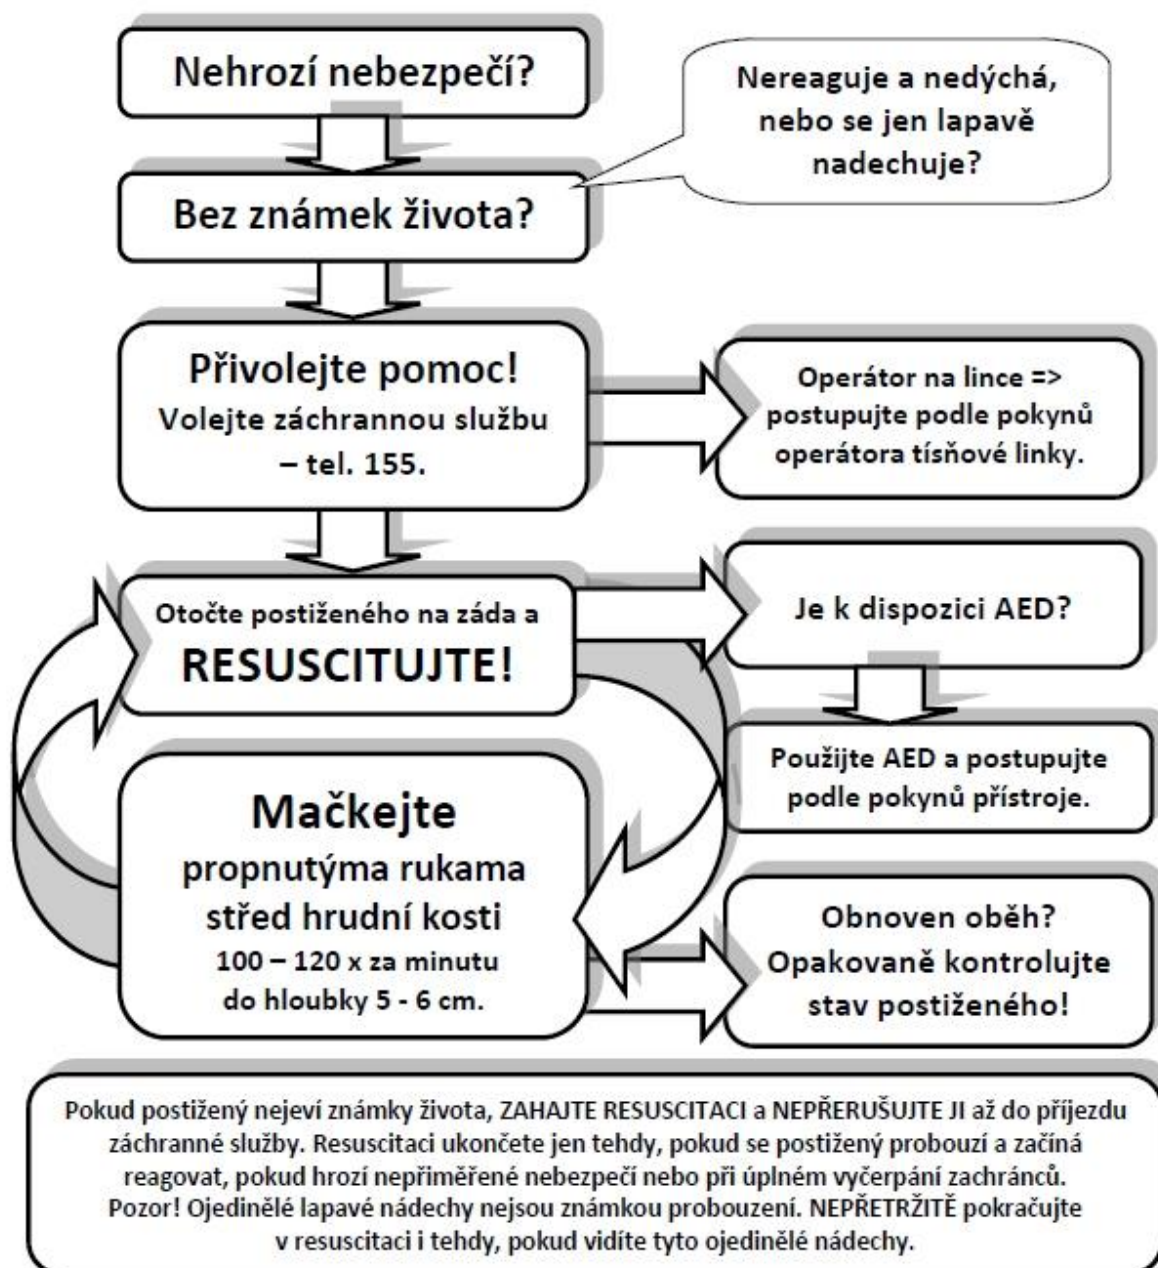 Nehrozí nebezpečí?
Nereaguje a nedýchá,
nebo se jen lapavě
nadechuje?
Bez známek života?
Přivolejte pomoc!
Volejte záchrannou službu
– tel. 155.
Operátor na lince =>
postupujte podle pokynů
operátora tísňové linky.
Otočte postiženého na záda a
RESUSCITUJTE!
Je k dispozici AED?
Použijte AED a postupujte
podle pokynů přístroje.
Mačkejte
propnutýma rukama
střed hrudní kosti
100 – 120 x za minutu
do hloubky 5 - 6 cm.
Obnoven oběh?
Opakovaně kontrolujte
stav postiženého!
Pokud postižený nejeví známky života, ZAHAJTE RESUSCITACI a NEPŘERUŠUJTE JI až do příjezdu
záchranné služby. Resuscitaci ukončete jen tehdy, pokud se postižený probouzí a začíná
reagovat, pokud hrozí nepřiměřené nebezpečí nebo při úplném vyčerpání zachránců.
Pozor! Ojedinělé lapavé nádechy nejsou známkou probouzení. NEPŘETRŽITĚ pokračujte
v resuscitaci i tehdy, pokud vidíte tyto ojedinělé nádechy.